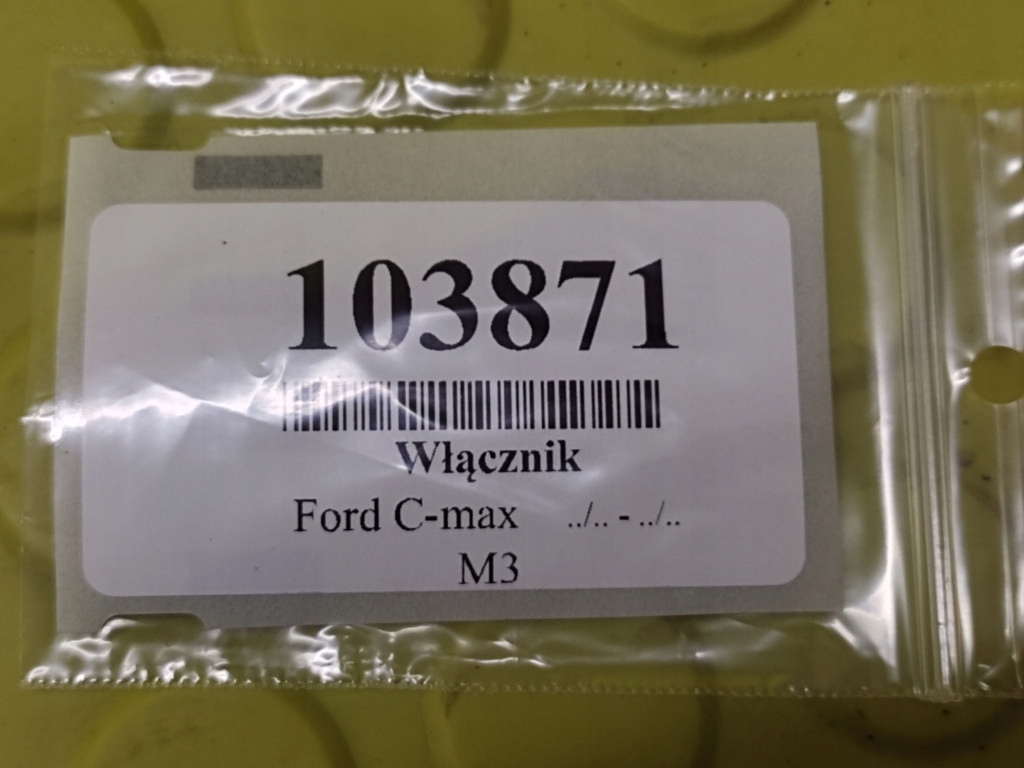 103871
Włącznik
Ford C-max ../.. - ../..
M3